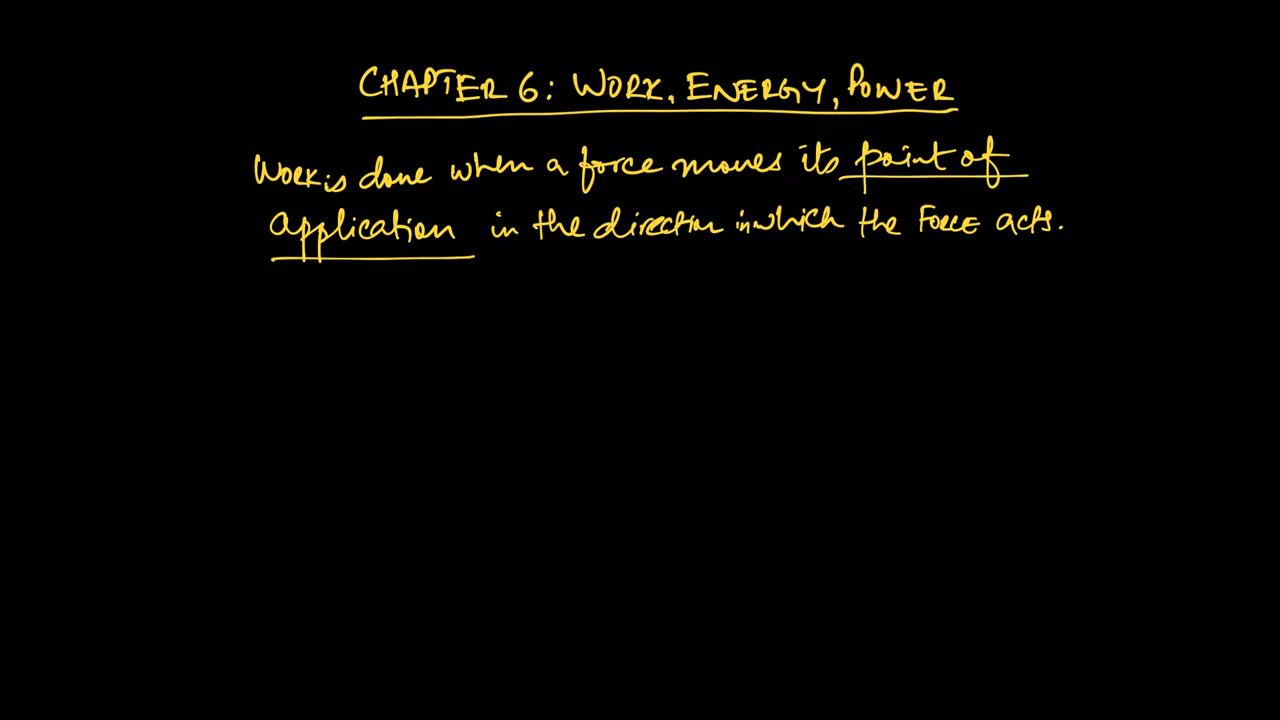 CHAPTER 6: WORK, ENERGY, POWER
Work is done when a force moves its point of
application in the direction in which the Force acts.